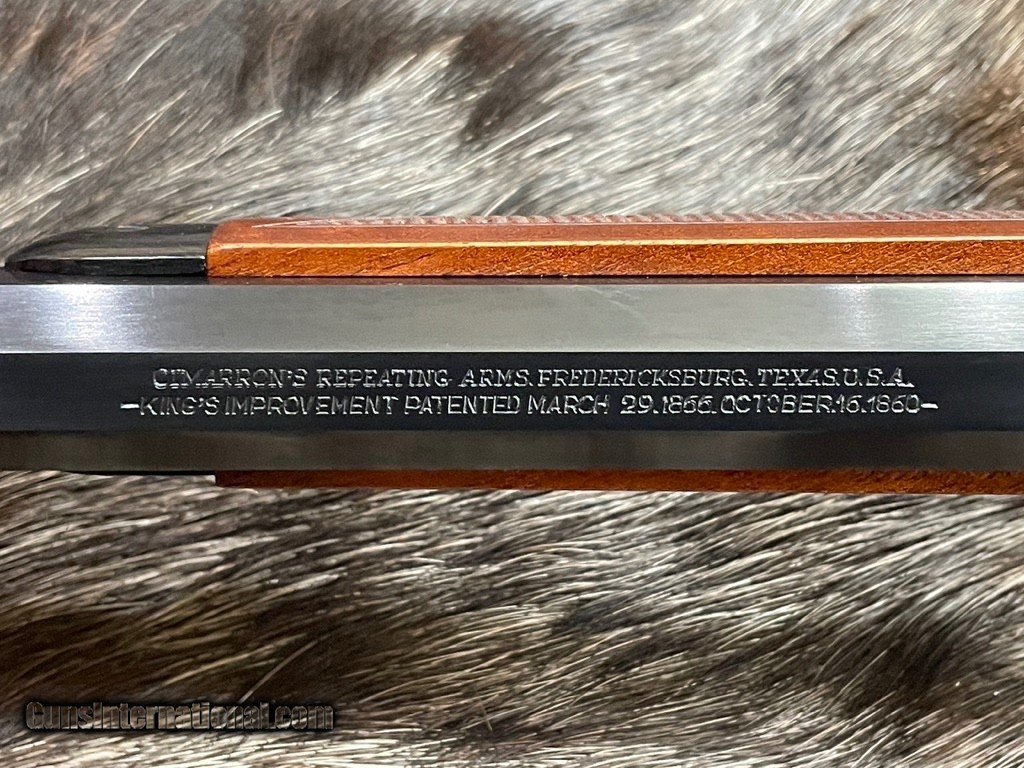 CIMARRON'S REPEATING ARMS. FREDERICKSBURG. TEXAS. U.S.A.
-KING'S IMPROVEMENT PATENTED MARCH 29.1866. OCTOBER.16.1860-
GunsInternational.com